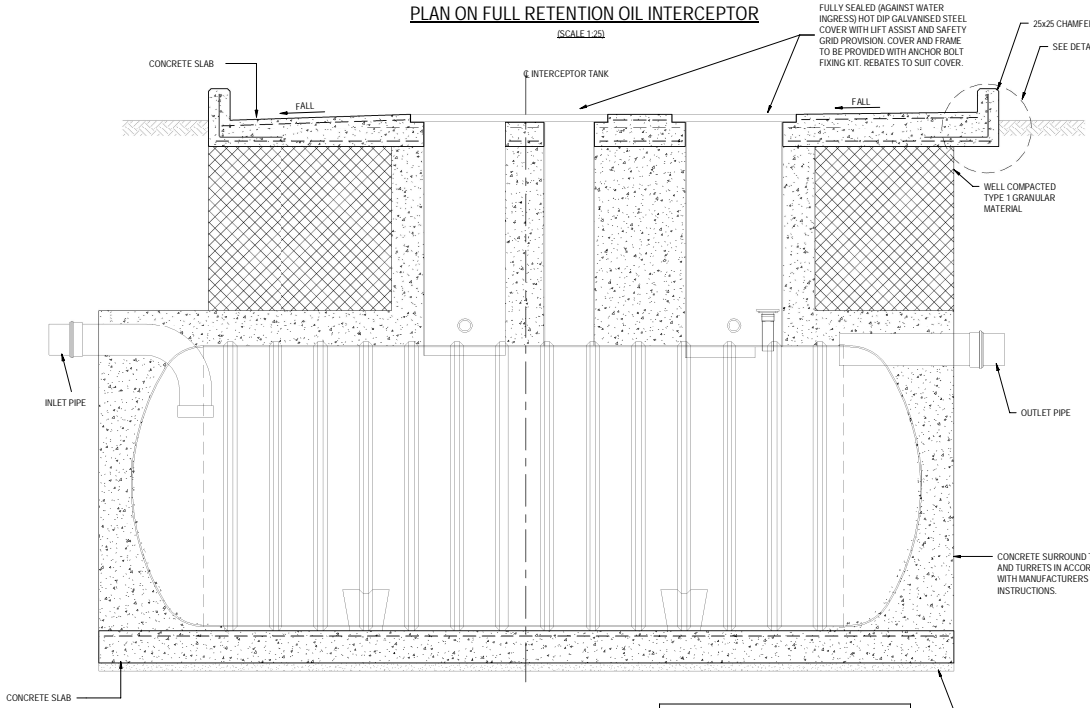 PLAN ON FULL RETENTION OIL INTERCEPTOR
(SCALE 1:25)
FULLY SEALED (AGAINST WATER
INGRESS) HOT DIP GALVANISED STEEL
COVER WITH LIFT ASSIST AND SAFETY
GRID PROVISION. COVER AND FRAME
TO BE PROVIDED WITH ANCHOR BOLT
FIXING KIT. REBATES TO SUIT COVER.
25x25 CHAMFE
SEE DETA
CONCRETE SLAB
℄ INTERCEPTOR TANK
FALL
FALL
WELL COMPACTED
TYPE 1 GRANULAR
MATERIAL
INLET PIPE
OUTLET PIPE
CONCRETE SURROUND
AND TURRETS IN ACCOR
WITH MANUFACTURERS
INSTRUCTIONS.
CONCRETE SLAB